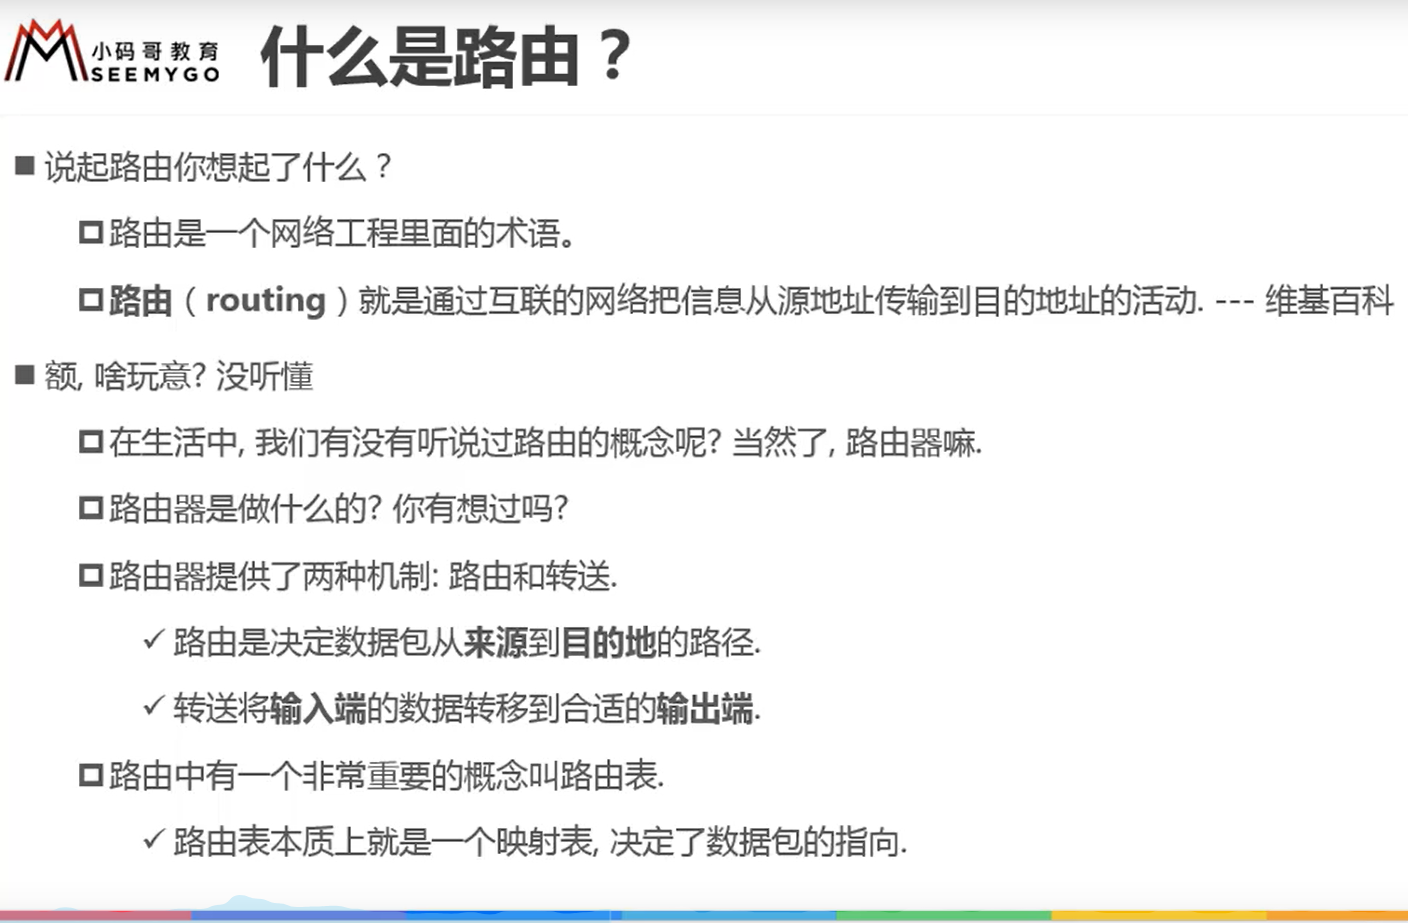 小码哥教育
SEEMYGO
什么是路由？
说起路由你想起了什么？
路由是一个网络工程里面的术语。
路由（routing）就是通过互联的网络把信息从源地址传输到目的地址的活动. --- 维基百科
额, 啥玩意? 没听懂
在生活中, 我们有没有听说过路由的概念呢? 当然了, 路由器嘛.
路由器是做什么的? 你有想过吗?
路由器提供了两种机制: 路由和转送.
路由是决定数据包从来源到目的地的路径.
转送将输入端的数据转移到合适的输出端.
路由中有一个非常重要的概念叫路由表.
路由表本质上就是一个映射表, 决定了数据包的指向.